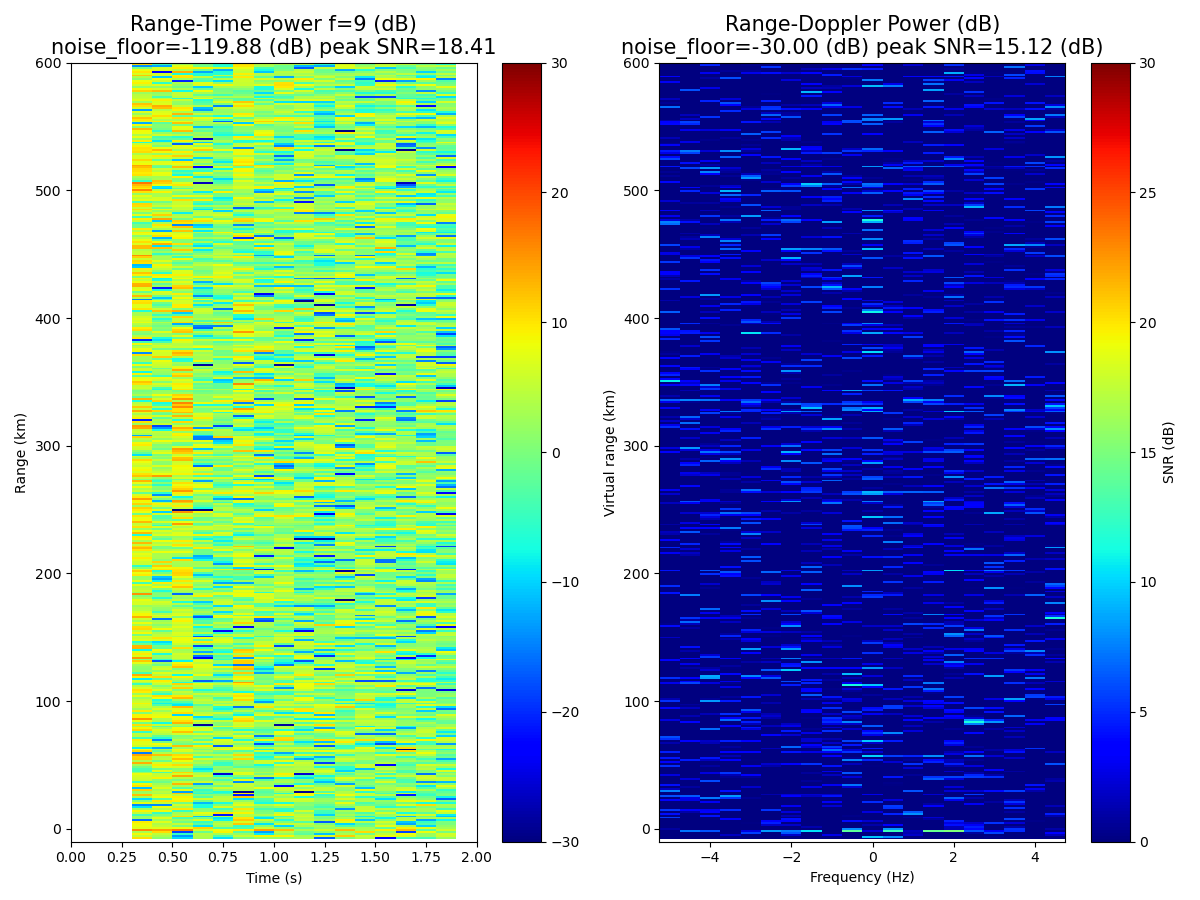 Range-Time Power f=9 (dB)
noise_floor=-119.88 (dB) peak SNR=18.41
600
500
400
300
200
100
0
Range (km)
0.00 0.25 0.50 0.75 1.00 1.25 1.50 1.75 2.00
Time (s)
30
20
10
0
−10
−20
−30
Range-Doppler Power (dB)
noise_floor=-30.00 (dB) peak SNR=15.12 (dB)
600
500
400
300
200
100
0
Virtual range (km)
−4 −2 0 2 4
Frequency (Hz)
30
25
20
15
10
5
0
SNR (dB)